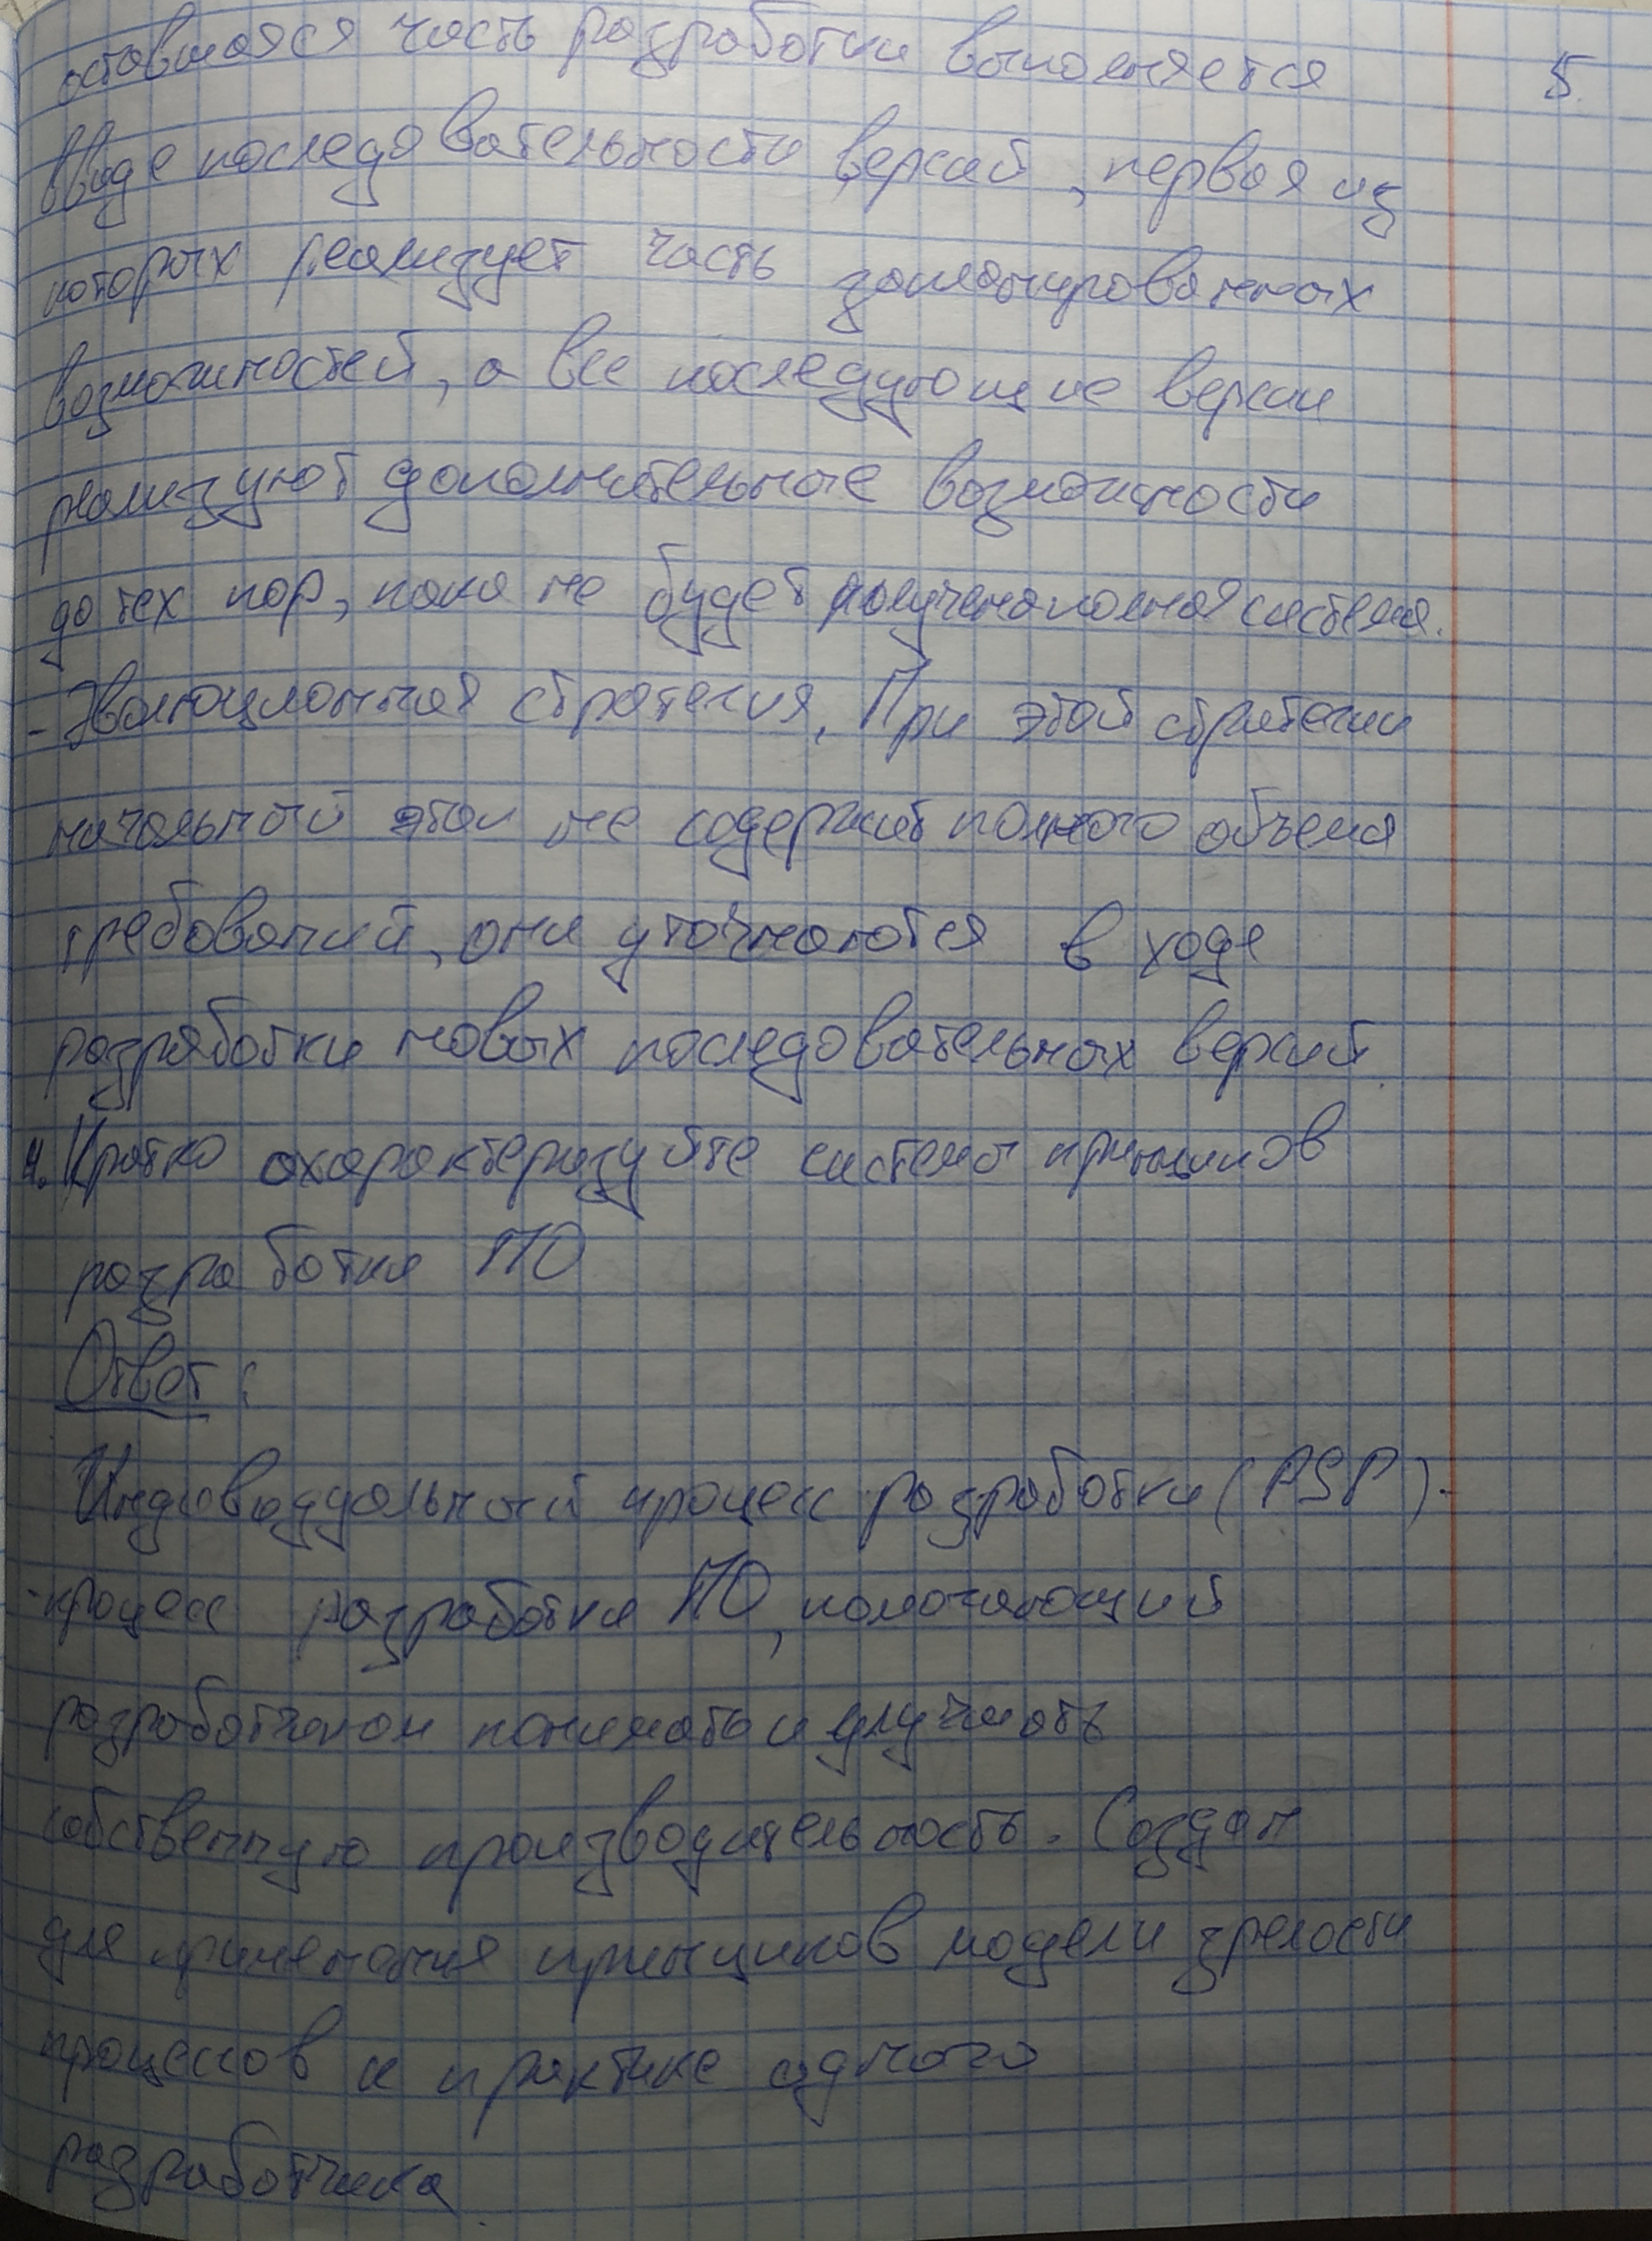 оставшаяся часть разработки выполняется
5.
ввиде последовательности версий, первая из
которых реализует часть запланированных
возможностей, а все последующие версии
реализуют дополнительные возможности
до тех пор, пока не будет получена полная система.
- Эволюционная стратегия. При этой стратегии
начальный этап не содержит полного объема
требований, они уточняются в ходе
разработки новых последовательных версий.
4. Кратко охарактеризуйте системы принципов
разработки ПО
Ответ:
Индивидуальный процесс разработки (PSP) -
- процесс разработки ПО, помогающий
разработчикам понимать и улучшать
собственную производительность. Создан
для применения принципов модели зрелости
процессов к практике одного
разработчика.